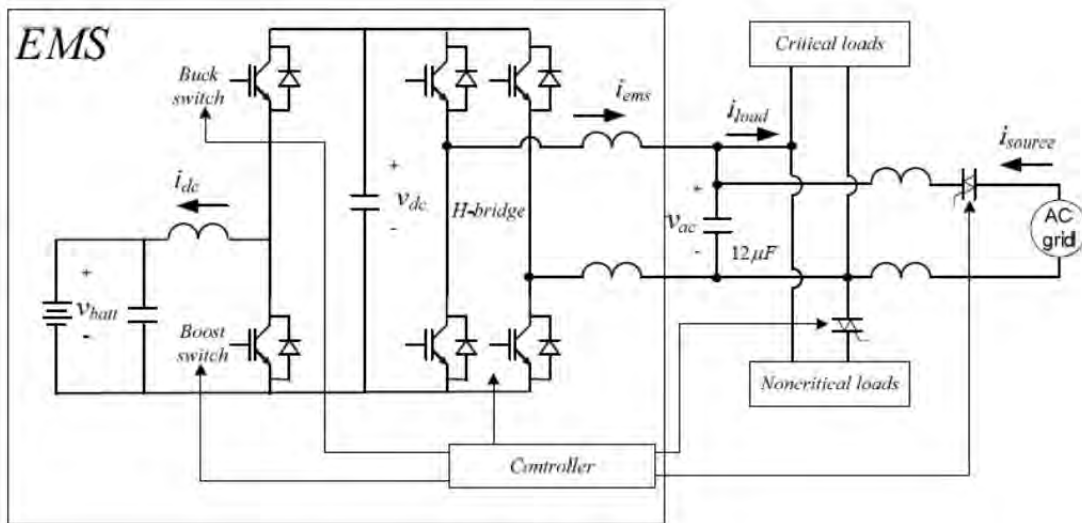 EMS
Buck
switch
i_dc
+
v_batt
-
Boost
switch
+
v_dc
-
H-bridge
i_ems
i_load
Critical loads
i_source
+
v_ac
-
12μF
AC
grid
Noncritical loads
Controller